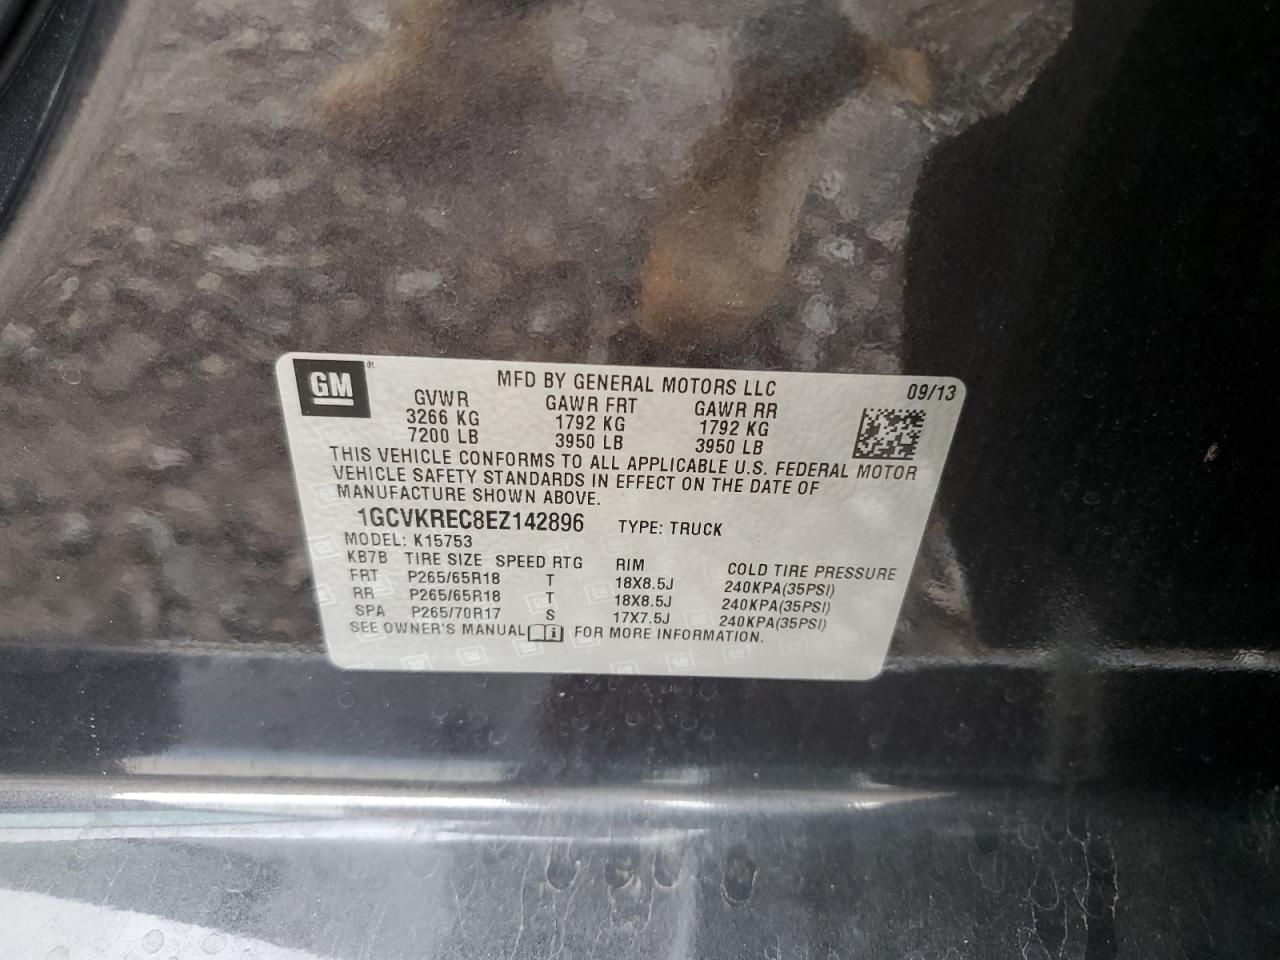 GM
MFD BY GENERAL MOTORS LLC 09/13
GVWR GAWR FRT GAWR RR
3266 KG 1792 KG 1792 KG
7200 LB 3950 LB 3950 LB
THIS VEHICLE CONFORMS TO ALL APPLICABLE U.S. FEDERAL MOTOR
VEHICLE SAFETY STANDARDS IN EFFECT ON THE DATE OF
MANUFACTURE SHOWN ABOVE.
1GCVKREC8EZ142896 TYPE: TRUCK
MODEL: K15753
KB7B TIRE SIZE SPEED RTG RIM COLD TIRE PRESSURE
FRT P265/65R18 T 18X8.5J 240KPA(35PSI)
RR P265/65R18 T 18X8.5J 240KPA(35PSI)
SPA P265/70R17 S 17X7.5J 240KPA(35PSI)
SEE OWNER'S MANUAL i FOR MORE INFORMATION.